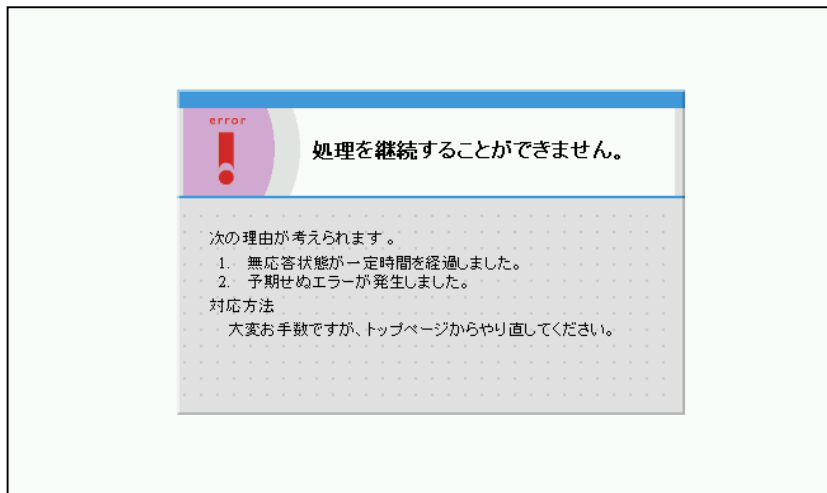 error
処理を継続することができません。
次の理由が考えられます。
1. 無応答状態が一定時間を経過しました。
2. 予期せぬエラーが発生しました。
対応方法
大変お手数ですが、トップページからやり直してください。